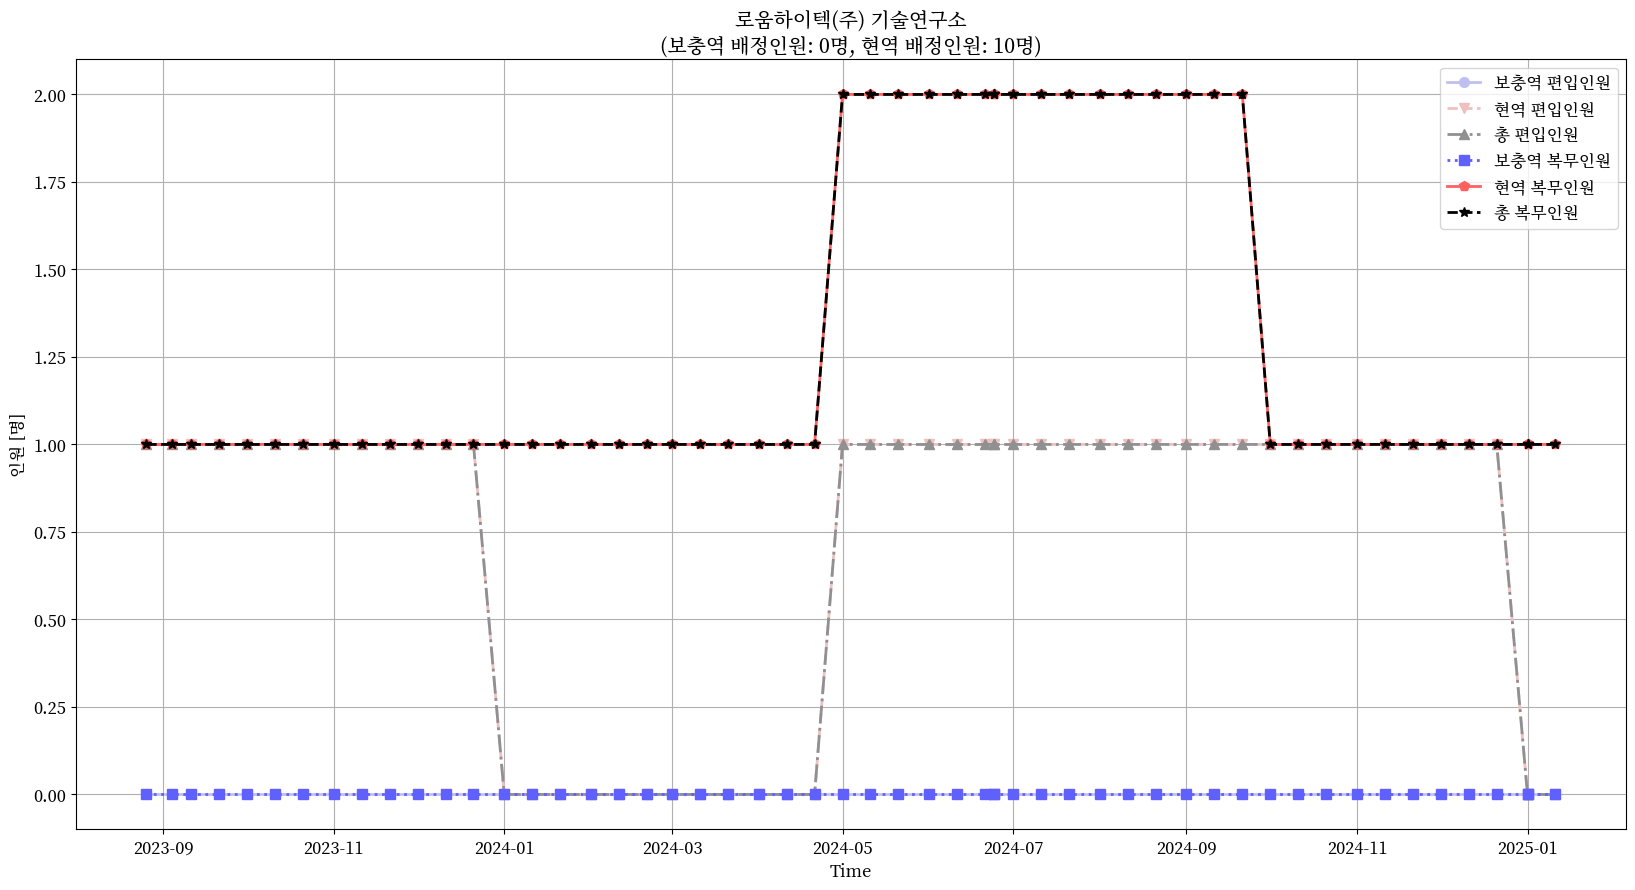 로움하이텍(주) 기술연구소
(보충역 배정인원: 0명, 현역 배정인원: 10명)
보충역 편입인원
현역 편입인원
총 편입인원
보충역 복무인원
현역 복무인원
총 복무인원
인원 [명]
2.00
1.75
1.50
1.25
1.00
0.75
0.50
0.25
0.00
2023-09
2023-11
2024-01
2024-03
2024-05
2024-07
2024-09
2024-11
2025-01
Time